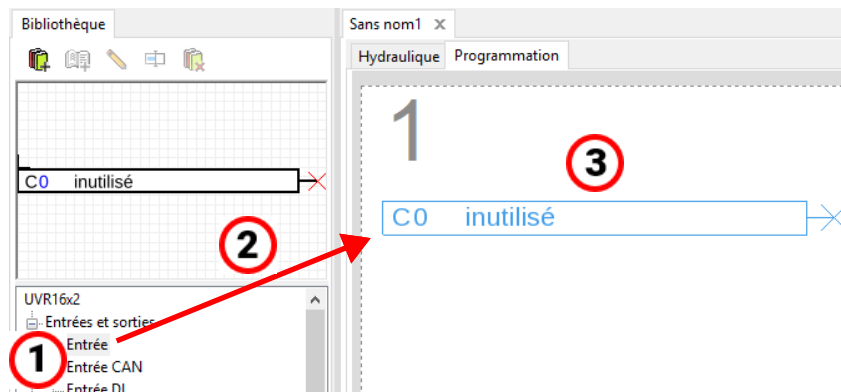 Bibliothèque
C0 inutilisé
2
UVR16x2
Entrées et sorties
Entrée
1
Entrée CAN
Entrée DL
Sans nom1 X
Hydraulique Programmation
1
3
C0 inutilisé